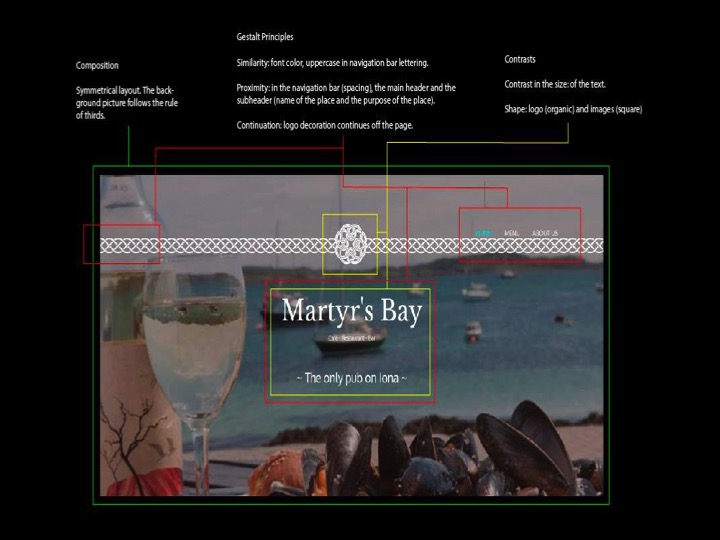 Composition
Symmetrical layout. The back-
ground picture follows the rule
of thirds.
Gestalt Principles
Similarity: font color, uppercase in navigation bar lettering.
Proximity: in the navigation bar (spacing), the main header and the
subheader (name of the place and the purpose of the place).
Continuation: logo decoration continues off the page.
Contrasts
Contrast in the size: of the text.
Shape: logo (organic) and images (square)
HOME MENU ABOUT US
Martyr's Bay
Cafe - Restaurant - Bar
~ The only pub on Iona ~